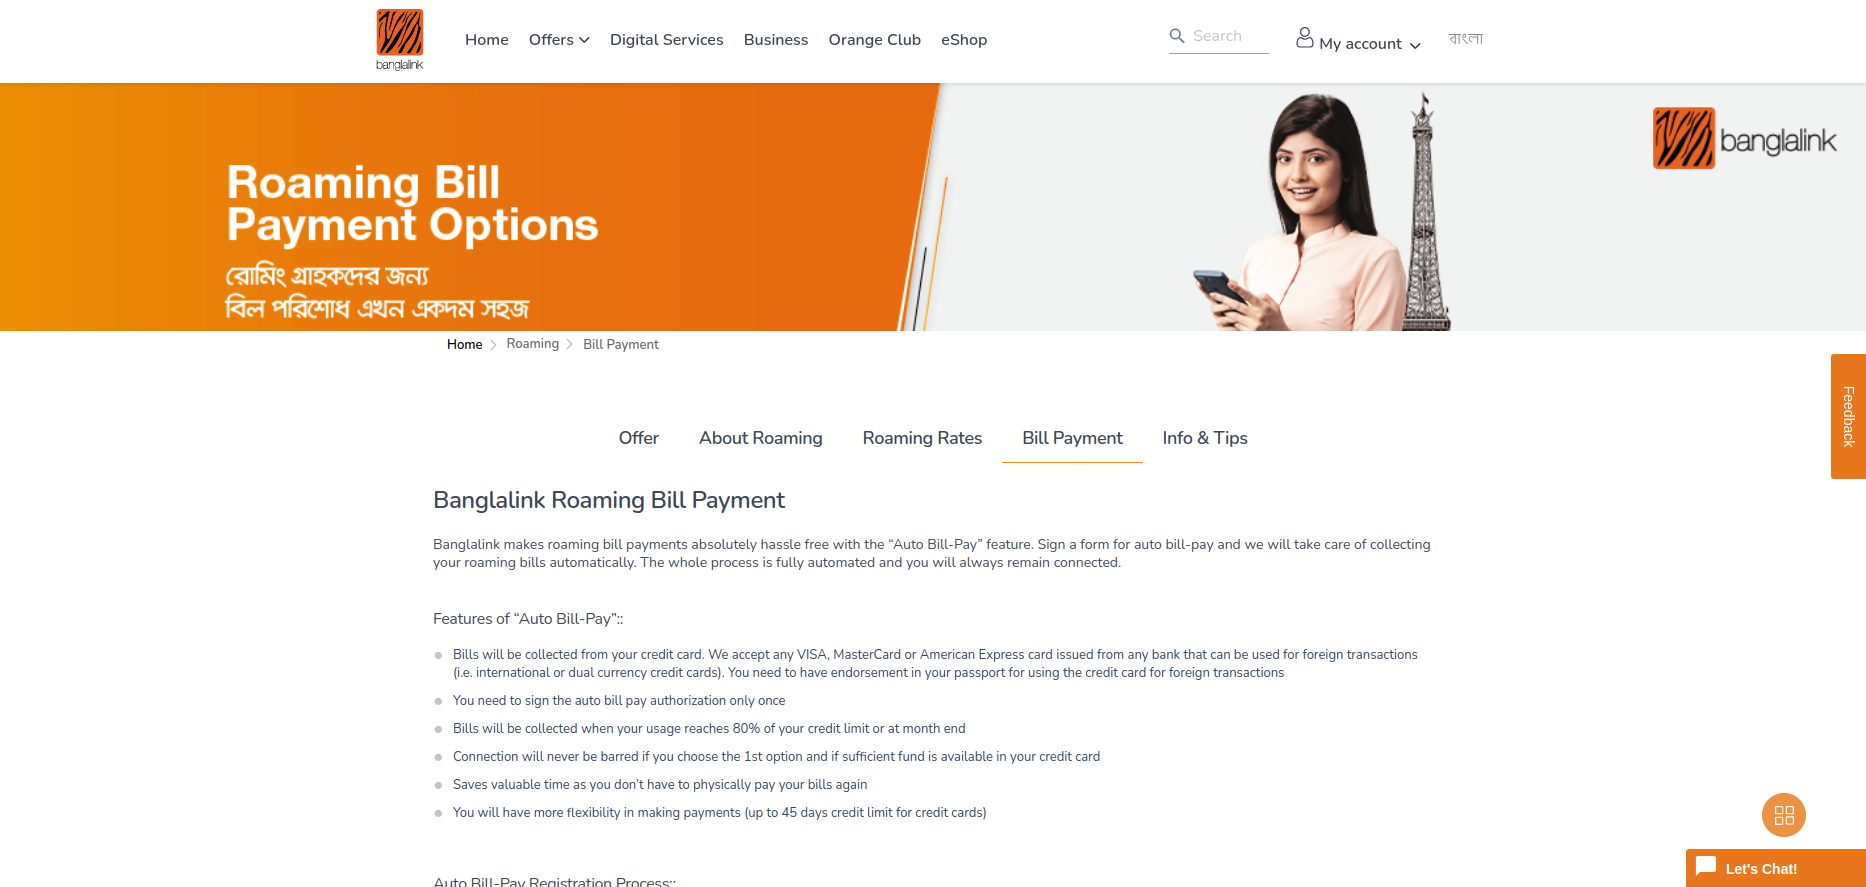 banglalink
Home
Offers
Digital Services
Business
Orange Club
eShop
Search
My account
বাংলা
Roaming Bill
Payment Options
রোমিং গ্রাহকদের জন্য
বিল পরিশোধ এখন একদম সহজ
banglalink
Home
Roaming
Bill Payment
Feedback
Offer
About Roaming
Roaming Rates
Bill Payment
Info & Tips
Banglalink Roaming Bill Payment
Banglalink makes roaming bill payments absolutely hassle free with the “Auto Bill-Pay” feature. Sign a form for auto bill-pay and we will take care of collecting
your roaming bills automatically. The whole process is fully automated and you will always remain connected.
Features of “Auto Bill-Pay”::
Bills will be collected from your credit card. We accept any VISA, MasterCard or American Express card issued from any bank that can be used for foreign transactions
(i.e. international or dual currency credit cards). You need to have endorsement in your passport for using the credit card for foreign transactions
You need to sign the auto bill pay authorization only once
Bills will be collected when your usage reaches 80% of your credit limit or at month end
Connection will never be barred if you choose the 1st option and if sufficient fund is available in your credit card
Saves valuable time as you don’t have to physically pay your bills again
You will have more flexibility in making payments (up to 45 days credit limit for credit cards)
Auto Bill-Pay Registration Process::
Let's Chat!